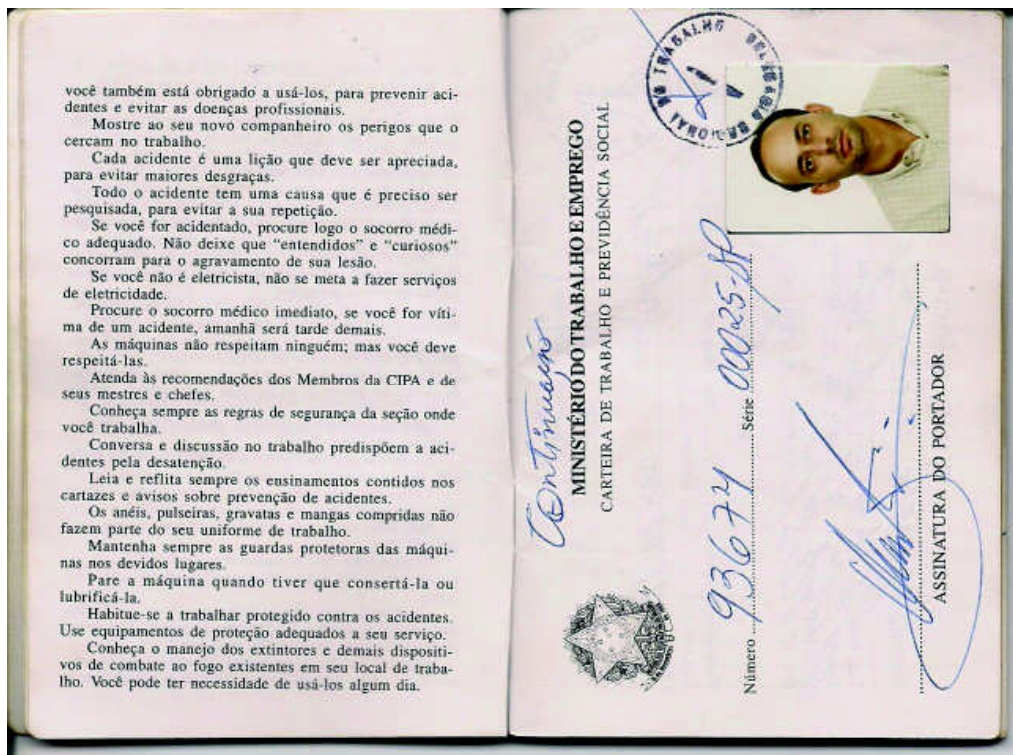 você também está obrigado a usá-los, para prevenir aci-
dentes e evitar as doenças profissionais.
Mostre ao seu novo companheiro os perigos que o
cercam no trabalho.
Cada acidente é uma lição que deve ser apreciada,
para evitar maiores desgraças.
Todo o acidente tem uma causa que é preciso ser
pesquisada, para evitar a sua repetição.
Se você for acidentado, procure logo o socorro médi-
co adequado. Não deixe que "entendidos" e "curiosos"
concorram para o agravamento de sua lesão.
Se você não é eletricista, não se meta a fazer serviços
de eletricidade.
Procure o socorro médico imediato, se você for víti-
ma de um acidente, amanhã será tarde demais.
As máquinas não respeitam ninguém; mas você deve
respeitá-las.
Atenda às recomendações dos Membros da CIPA e de
seus mestres e chefes.
Conheça sempre as regras de segurança da seção onde
você trabalha.
Conversa e discussão no trabalho predispõem a aci-
dentes pela desatenção.
Leia e reflita sempre os ensinamentos contidos nos
cartazes e avisos sobre prevenção de acidentes.
Os anéis, pulseiras, gravatas e mangas compridas não
fazem parte do seu uniforme de trabalho.
Mantenha sempre as guardas protetoras das máqui-
nas nos devidos lugares.
Pare a máquina quando tiver que consertá-la ou
lubrificá-la.
Habitue-se a trabalhar protegido contra os acidentes.
Use equipamentos de proteção adequados a seu serviço.
Conheça o manejo dos extintores e demais dispositi-
vos de combate ao fogo existentes em seu local de traba-
lho. Você pode ter necessidade de usá-los algum dia.
Continuação
MINISTÉRIO DO TRABALHO E EMPREGO
CARTEIRA DE TRABALHO E PREVIDÊNCIA SOCIAL
DELEGACIA REGIONAL DO TRABALHO
Número 93674 Série 00025-SP
ASSINATURA DO PORTADOR